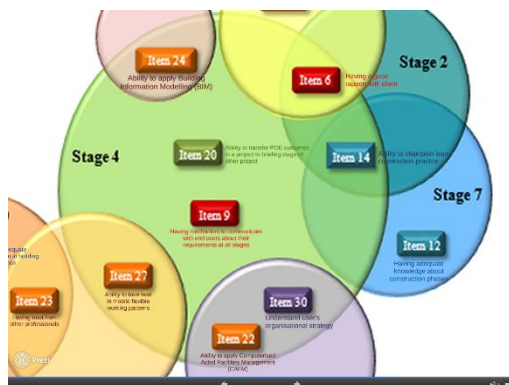 Item 24
Ability to apply Building
Information Modelling (BIM)
Item 6
Having a good
rapport with client
Stage 2
Stage 4
Item 20
Ability to transfer POE outcomes
in a project to briefing stage of
other project
Item 14
Ability to champion lean
construction practice
Item 9
Having mechanism to communicate
with end users about their
requirements at all stages
Stage 7
Item 12
Having adequate
knowledge about
construction phases
in building
Item 27
Ability to take lead
in mobile flexible
working patterns
Item 23
other professionals
Item 30
Understand user's
organisational strategy
Item 22
Ability to apply Computerised
Aided Facilities Management
(CAFM)
Prezi